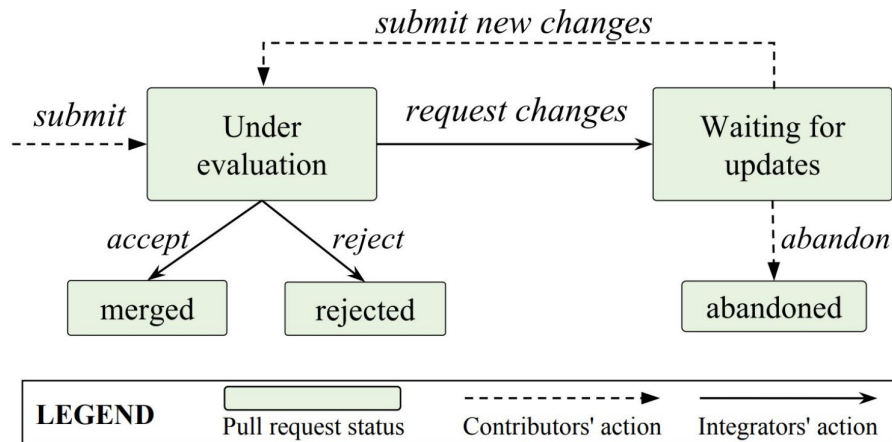 submit new changes
submit
Under
evaluation
request changes
Waiting for
updates
accept
reject
abandon
merged
rejected
abandoned
LEGEND
Pull request status
Contributors' action
Integrators' action